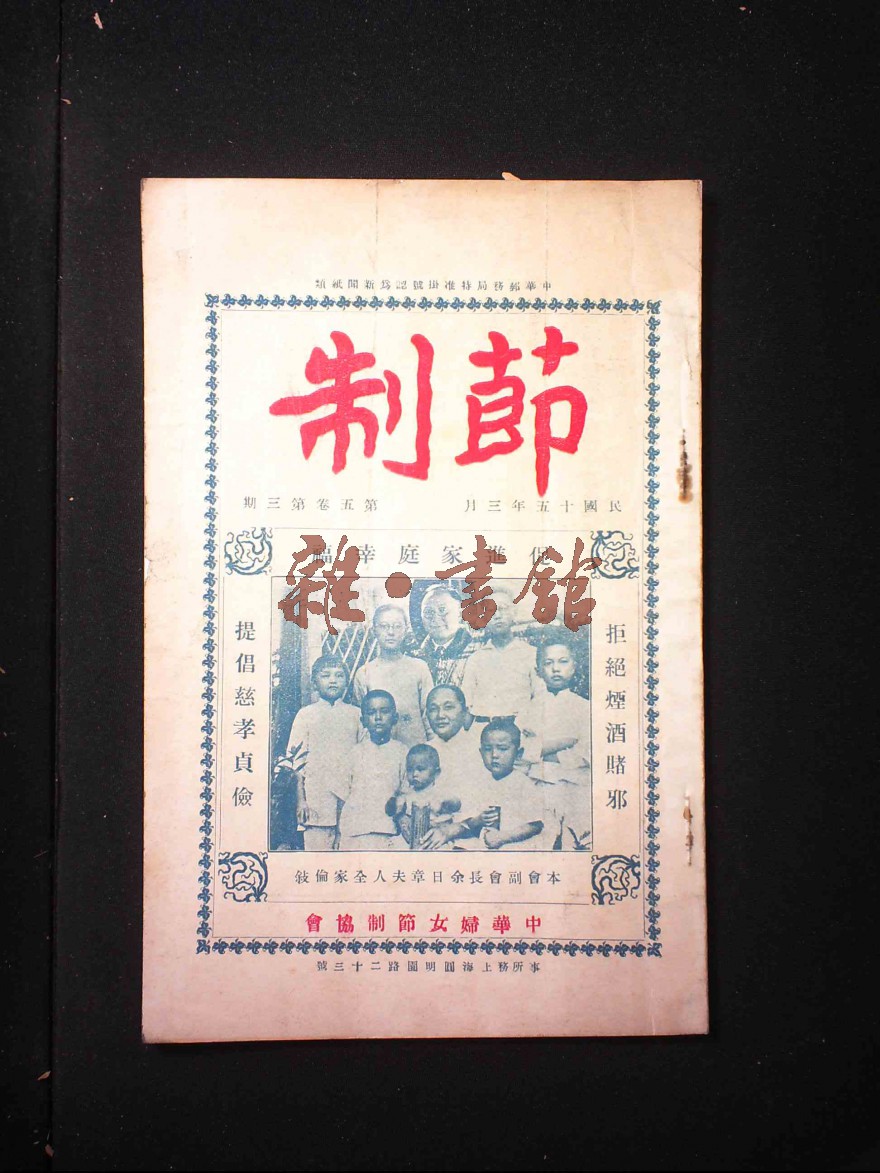 中華郵務局特准掛號認爲新聞紙類
節制
民國十五年三月 第五卷第三期
促進家庭幸福
雜·書館
拒絕煙酒賭邪
提倡慈孝貞儉
本會副會長余日章夫人全家倫敍
中華婦女節制協會
事務所上海圓明園路二十三號